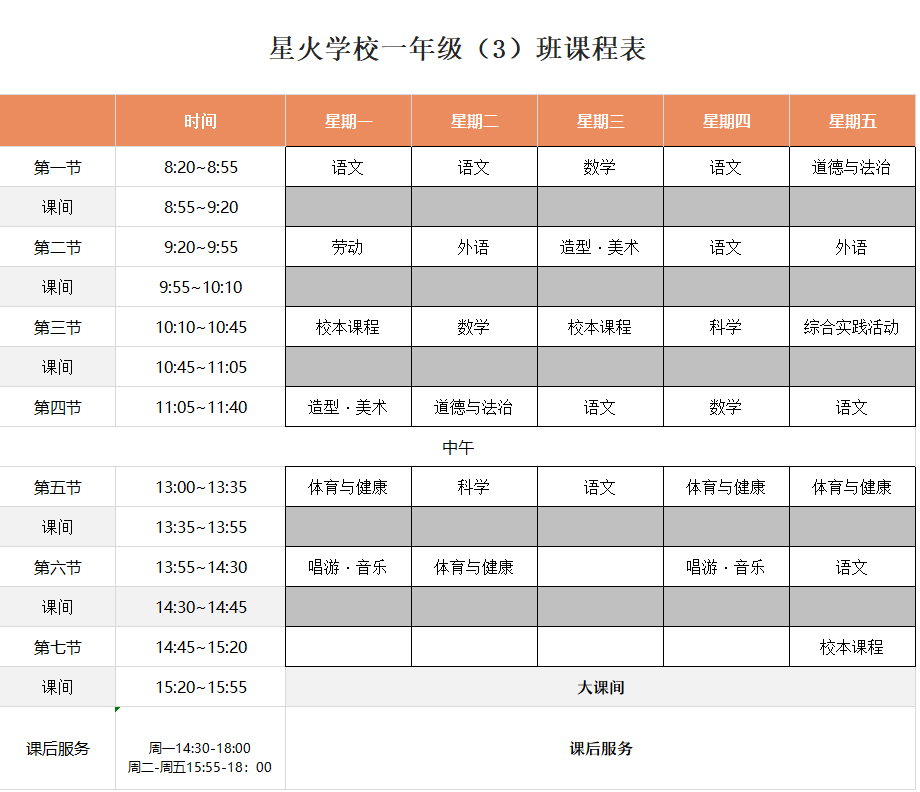 星火学校一年级（3）班课程表
时间 星期一 星期二 星期三 星期四 星期五
第一节 8:20~8:55 语文 语文 数学 语文 道德与法治
课间 8:55~9:20
第二节 9:20~9:55 劳动 外语 造型·美术 语文 外语
课间 9:55~10:10
第三节 10:10~10:45 校本课程 数学 校本课程 科学 综合实践活动
课间 10:45~11:05
第四节 11:05~11:40 造型·美术 道德与法治 语文 数学 语文
中午
第五节 13:00~13:35 体育与健康 科学 语文 体育与健康 体育与健康
课间 13:35~13:55
第六节 13:55~14:30 唱游·音乐 体育与健康 唱游·音乐 语文
课间 14:30~14:45
第七节 14:45~15:20 校本课程
课间 15:20~15:55 大课间
课后服务 周一14:30-18:00 课后服务
周二-周五15:55-18：00